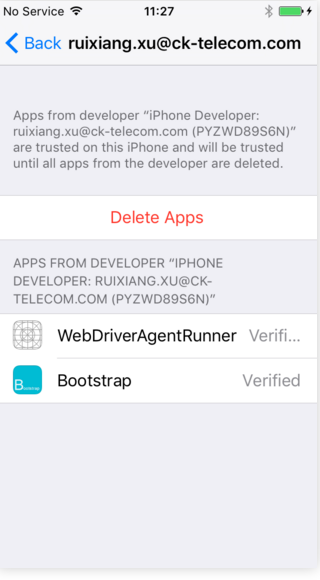 No Service 11:27
Back ruixiang.xu@ck-telecom.com
Apps from developer “iPhone Developer:
ruixiang.xu@ck-telecom.com (PYZWD89S6N)”
are trusted on this iPhone and will be trusted
until all apps from the developer are deleted.
Delete Apps
APPS FROM DEVELOPER “IPHONE
DEVELOPER: RUIXIANG.XU@CK-
TELECOM.COM (PYZWD89S6N)”
WebDriverAgentRunner Verifi...
Bootstrap Verified